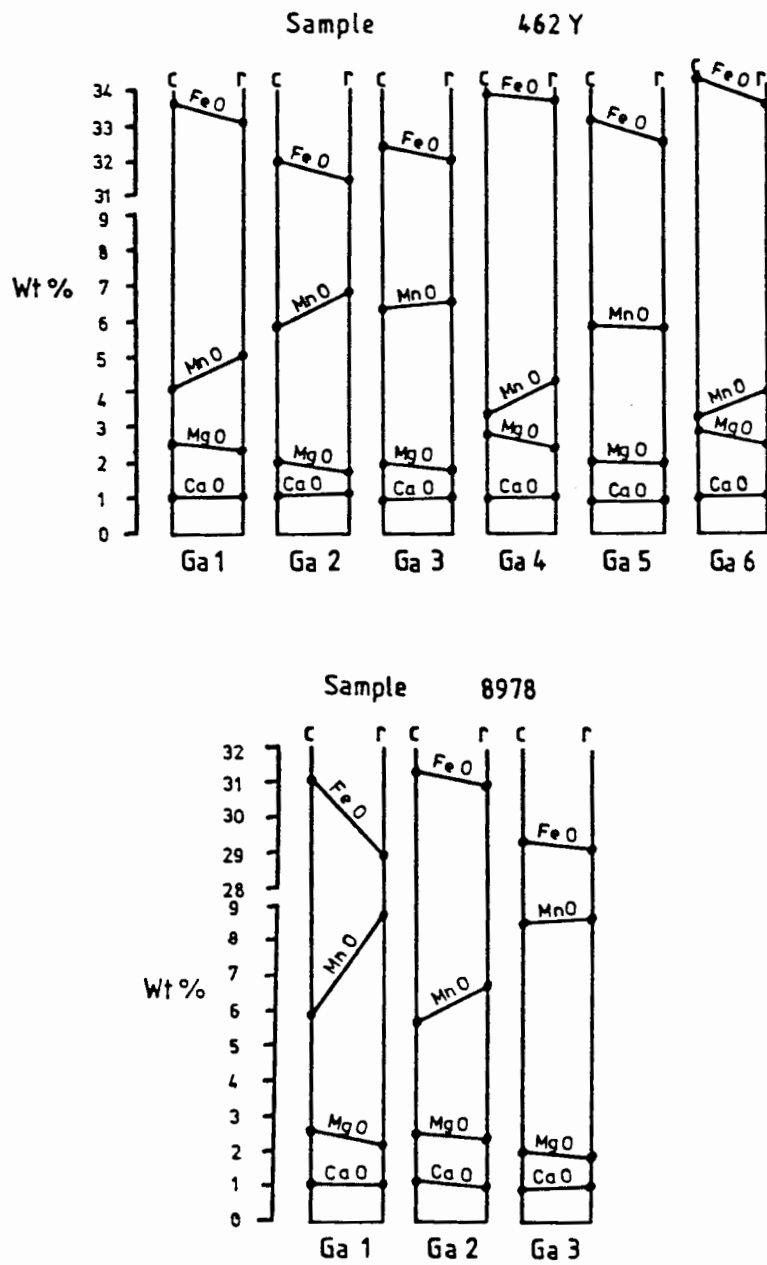 Sample 462 Y
c r c r c r c r c r c r
34
33
32
31
9
8
7
6
5
4
3
2
1
0
Wt %
FeO FeO FeO FeO FeO FeO
MnO MnO MnO MnO MnO MnO
MgO MgO MgO MgO MgO MgO
CaO CaO CaO CaO CaO CaO
Ga 1 Ga 2 Ga 3 Ga 4 Ga 5 Ga 6
Sample 8978
c r c r c r
32
31
30
29
28
9
8
7
6
5
4
3
2
1
0
Wt %
FeO FeO FeO
MnO MnO MnO
MgO MgO MgO
CaO CaO CaO
Ga 1 Ga 2 Ga 3